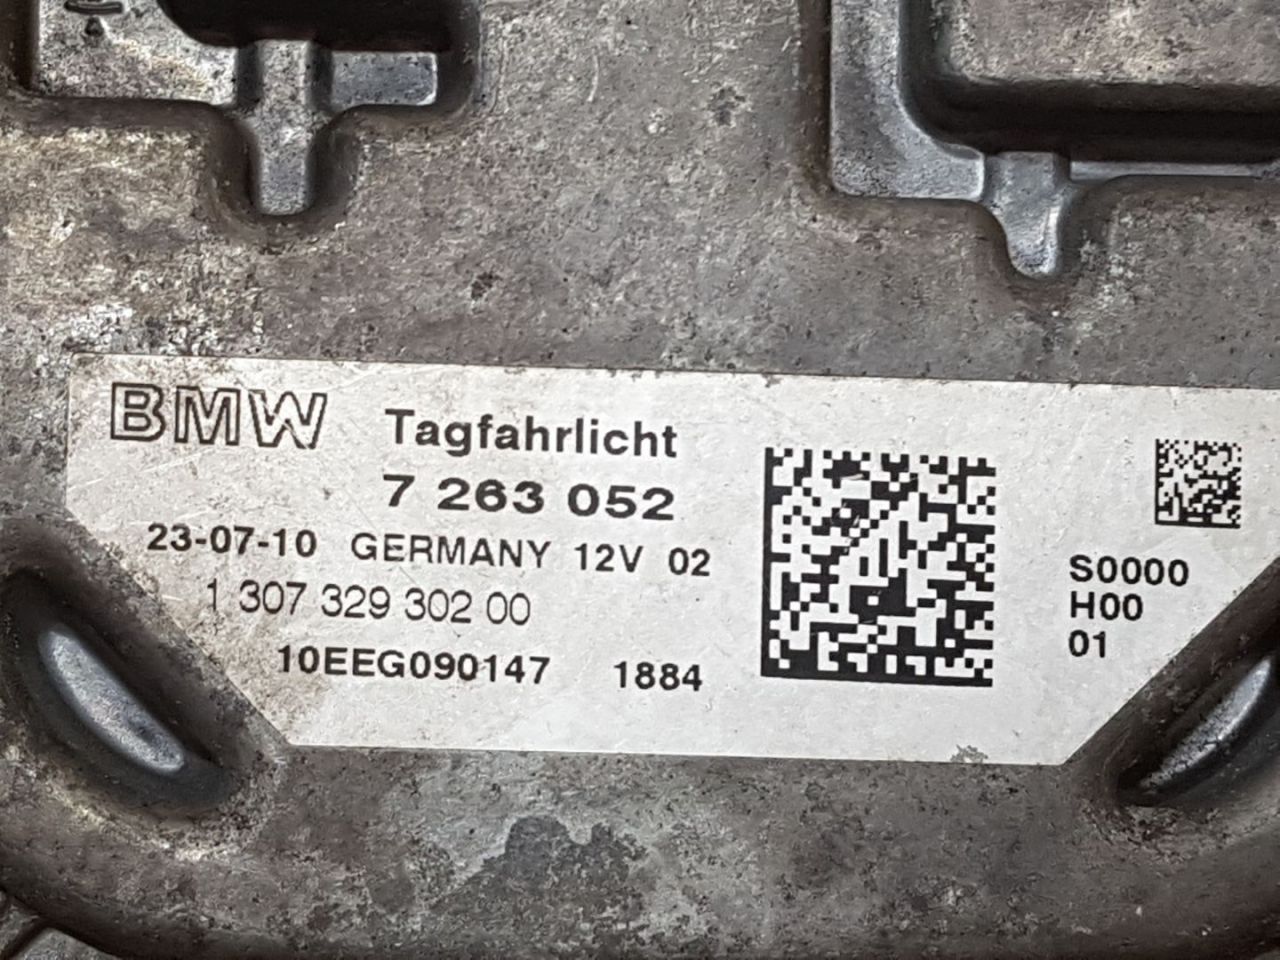 BMW Tagfahrlicht
7 263 052
23-07-10 GERMANY 12V 02
1 307 329 302 00
10EEG090147 1884
S0000
H00
01